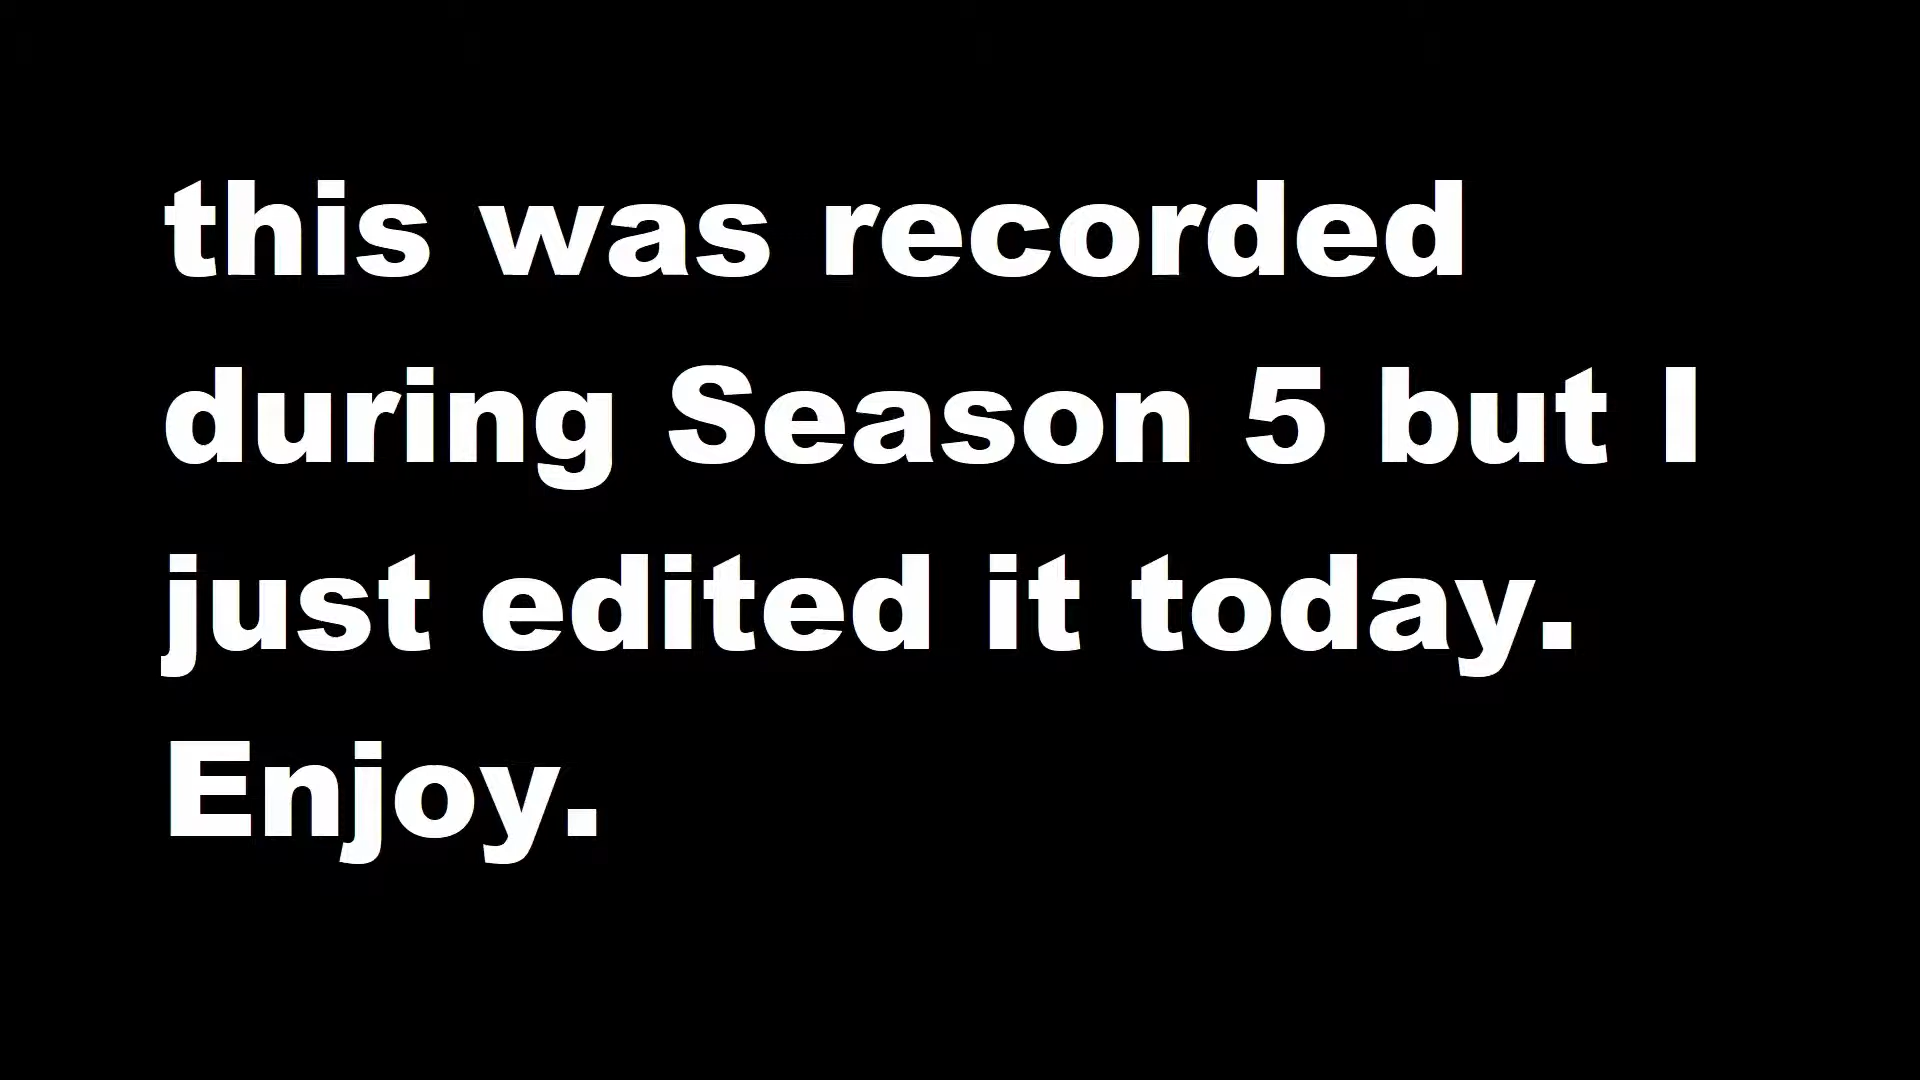 this was recorded
during Season 5 but I
just edited it today.
Enjoy.